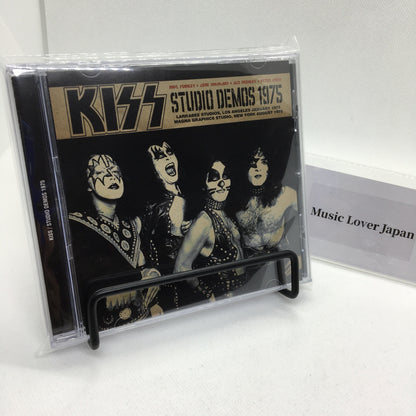 PAUL STANLEY • GENE SIMMONS • ACE FREHLEY • PETER CRISS
KISS
STUDIO DEMOS 1975
LARRABEE STUDIOS, LOS ANGELES JANUARY 1975
MAGNA GRAPHICS STUDIO, NEW YORK AUGUST 1975
KISS / STUDIO DEMOS 1975
Music Lover Japan